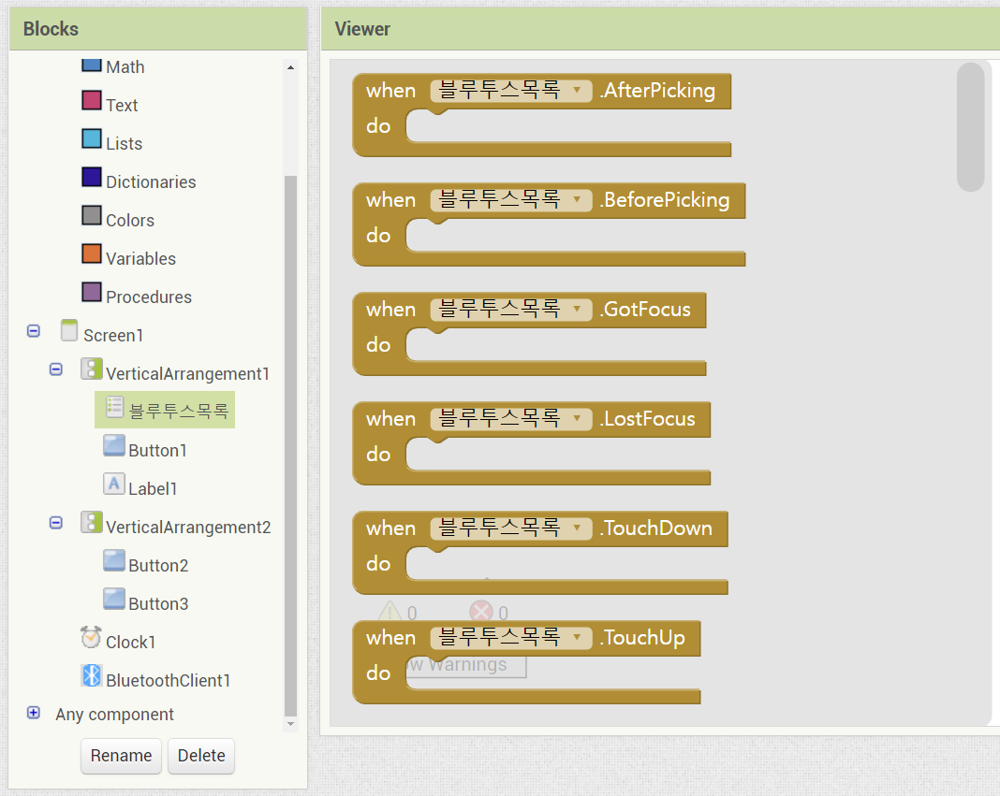 Blocks
Math
Text
Lists
Dictionaries
Colors
Variables
Procedures
Screen1
VerticalArrangement1
블루투스목록
Button1
Label1
VerticalArrangement2
Button2
Button3
Clock1
BluetoothClient1
Any component
Rename Delete
Viewer
when 블루투스목록 .AfterPicking
do
when 블루투스목록 .BeforePicking
do
when 블루투스목록 .GotFocus
do
when 블루투스목록 .LostFocus
do
when 블루투스목록 .TouchDown
do
0 0
when 블루투스목록 .TouchUp
do
Warnings